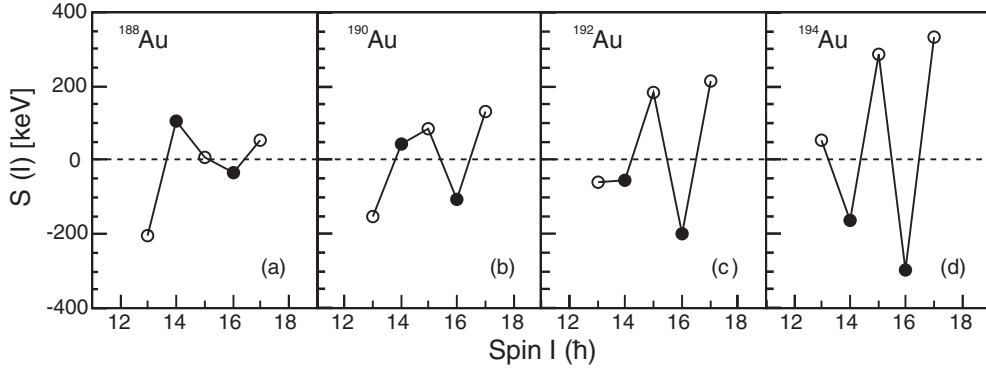 400
200
0
-200
-400
S (I) [keV]
¹⁸⁸Au
(a)
¹⁹⁰Au
(b)
¹⁹²Au
(c)
¹⁹⁴Au
(d)
12 14 16 18 12 14 16 18 12 14 16 18 12 14 16 18
Spin I (ħ)